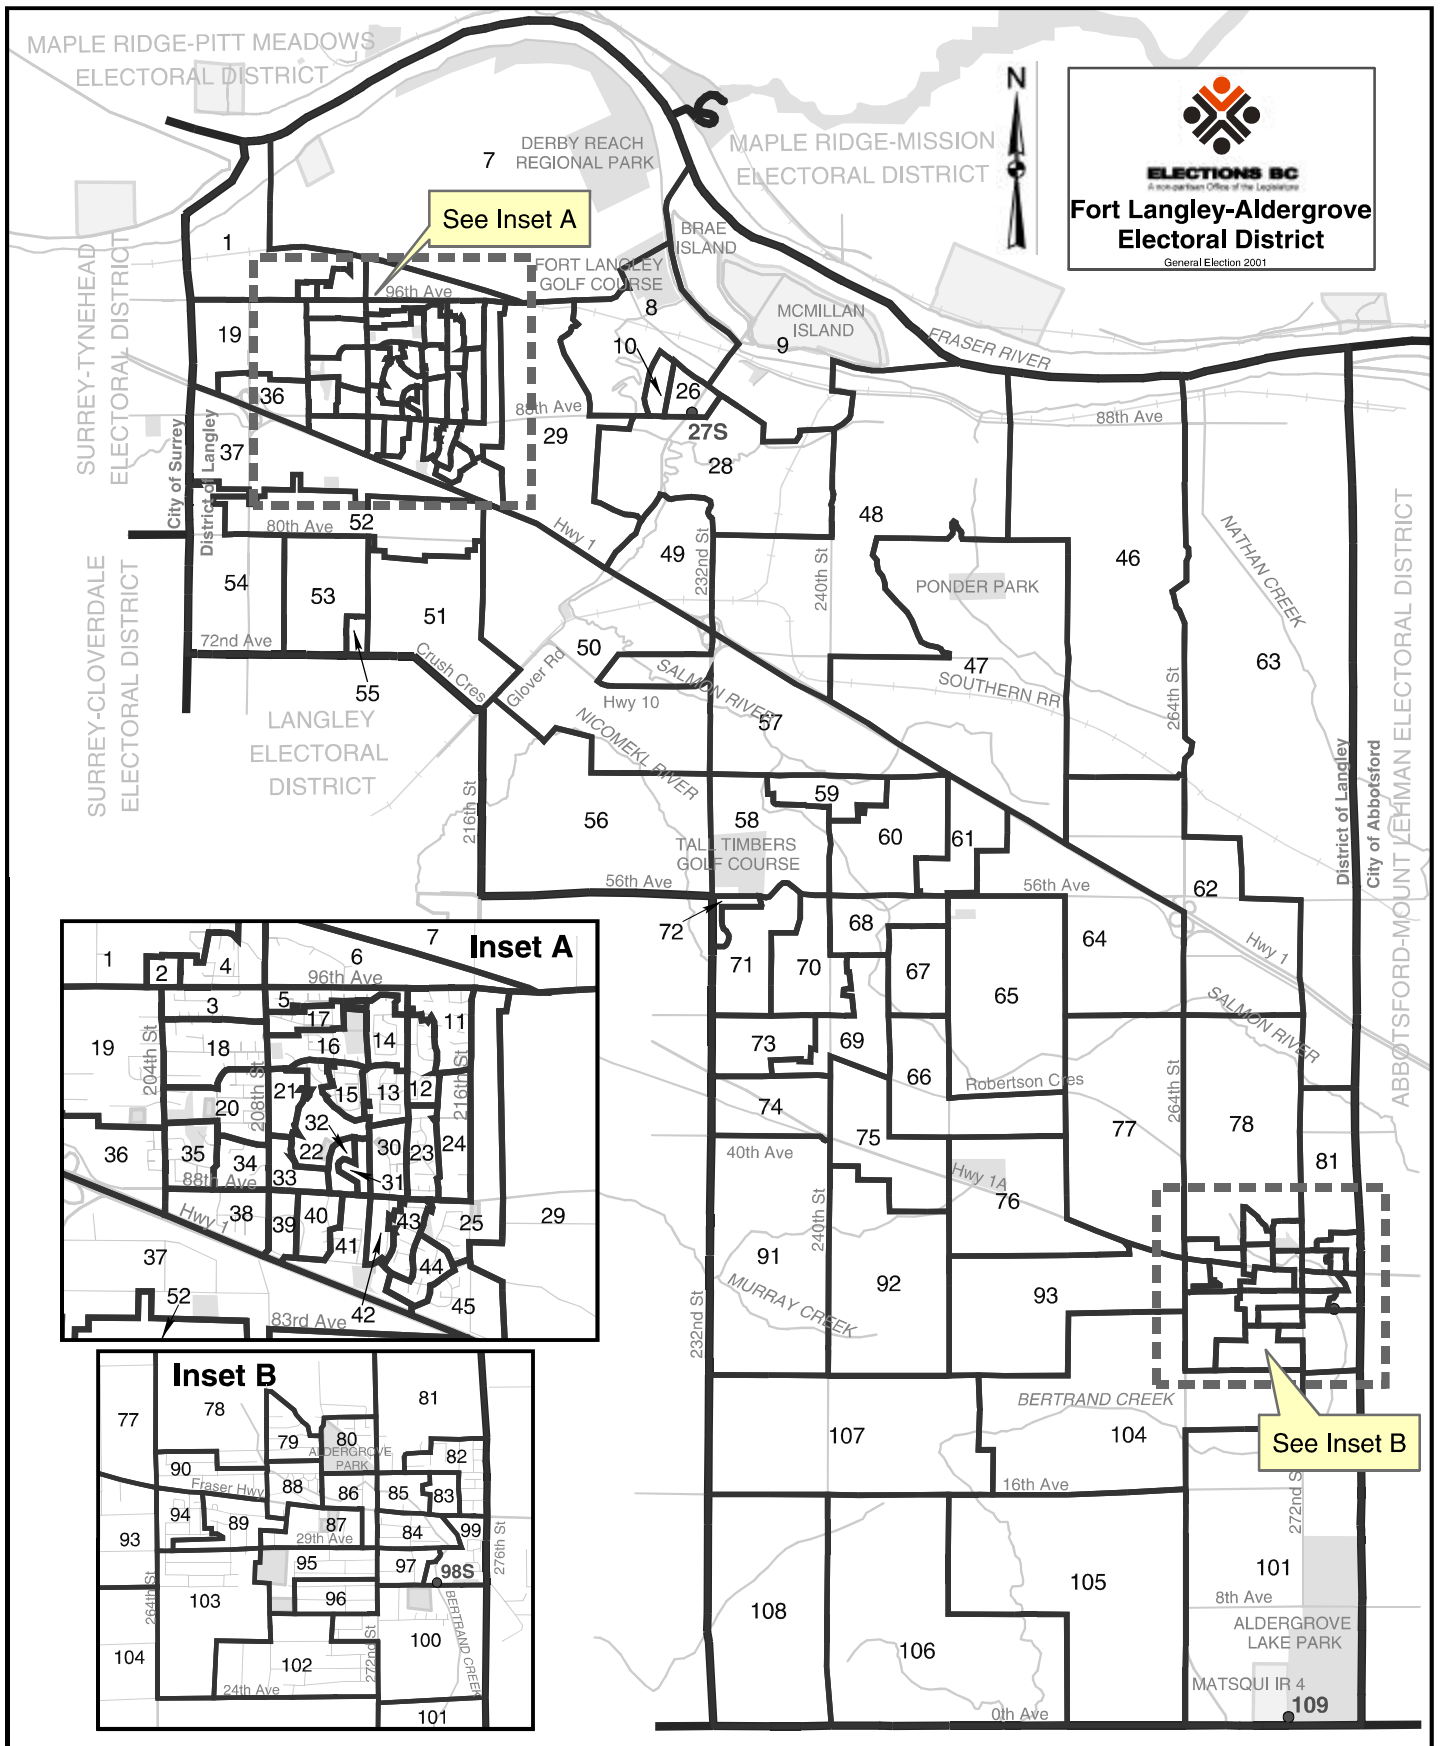 MAPLE RIDGE-PITT MEADOWS
ELECTORAL DISTRICT
N
ELECTIONS BC
A non-partisan Office of the Legislature
Fort Langley-Aldergrove
Electoral District
General Election 2001
7
DERBY REACH
REGIONAL PARK
MAPLE RIDGE-MISSION
ELECTORAL DISTRICT
See Inset A
1
BRAE
ISLAND
FORT LANGLEY
GOLF COURSE
96th Ave
8
MCMILLAN
ISLAND
9
FRASER RIVER
SURREY-TYNEHEAD
ELECTORAL DISTRICT
19
10
26
36
88th Ave
27S
88th Ave
29
28
37
City of Surrey
District of Langley
80th Ave
52
Hwy 1
48
49
232nd St
240th St
46
NATHAN CREEK
ABBOTSFORD-MOUNT LEHMAN ELECTORAL DISTRICT
SURREY-CLOVERDALE
ELECTORAL DISTRICT
54
53
51
PONDER PARK
72nd Ave
55
Crush Cres
Glover Rd
50
SALMON RIVER
Hwy 10
47
SOUTHERN RR
63
264th St
LANGLEY
ELECTORAL
DISTRICT
NICOMEKL RIVER
57
District of Langley
City of Abbotsford
216th St
56
58
59
60
61
TALL TIMBERS
GOLF COURSE
56th Ave
56th Ave
62
72
68
64
Hwy 1
71
70
67
65
SALMON RIVER
73
69
66
Robertson Cres
264th St
74
75
77
78
40th Ave
Hwy 1A
81
76
240th St
91
92
93
MURRAY CREEK
232nd St
BERTRAND CREEK
107
104
See Inset B
16th Ave
272nd S
101
105
8th Ave
108
106
ALDERGROVE
LAKE PARK
MATSQUI IR 4
109
0th Ave
Inset A
7
1
2
4
6
96th Ave
3
5
17
11
19
204th St
18
208th St
16
14
216th St
21
15
13
12
20
32
36
35
34
22
30
23
24
88th Ave
33
31
Hwy 1
38
39
40
43
25
29
37
41
44
52
42
45
83rd Ave
Inset B
77
78
81
79
80
ALDERGROVE
PARK
82
90
Fraser Hwy
88
86
85
83
94
89
87
84
99
93
29th Ave
276th St
95
97
98S
264th St
103
96
BERTRAND CREEK
104
102
272nd St
100
24th Ave
101